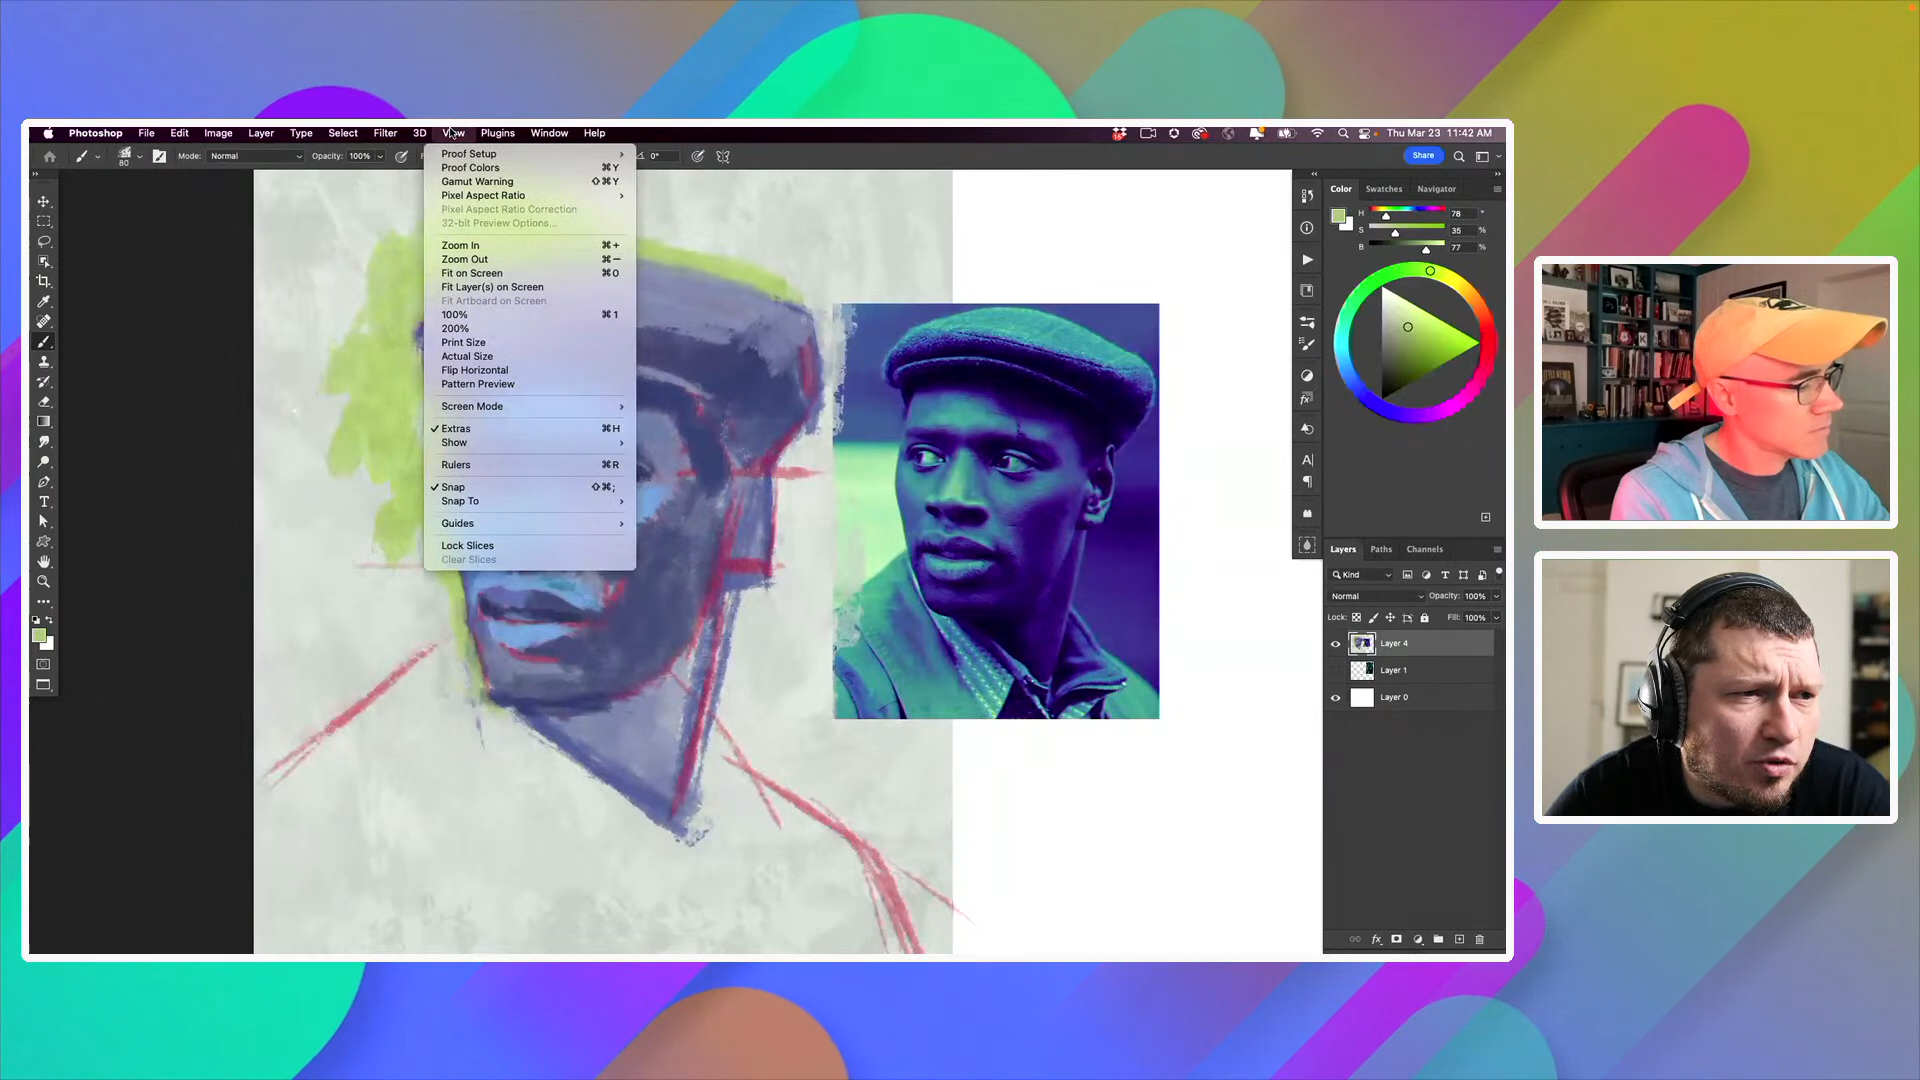 Photoshop File Edit Image Layer Type Select Filter 3D View Plugins Window Help Thu Mar 23 11:42 AM
80 Mode: Normal Opacity: 100% 0° Share
Proof Setup
Proof Colors ⌘Y
Gamut Warning ⇧⌘Y
Pixel Aspect Ratio
Pixel Aspect Ratio Correction
32-bit Preview Options...
Zoom In ⌘+
Zoom Out ⌘−
Fit on Screen ⌘0
Fit Layer(s) on Screen
Fit Artboard on Screen
100% ⌘1
200%
Print Size
Actual Size
Flip Horizontal
Pattern Preview
Screen Mode
Extras ⌘H
Show
Rulers ⌘R
Snap ⇧⌘;
Snap To
Guides
Lock Slices
Clear Slices
Color Swatches Navigator
H 78 °
S 35 %
B 77 %
Layers Paths Channels
Kind
Normal Opacity: 100%
Lock: Fill: 100%
Layer 4
Layer 1
Layer 0